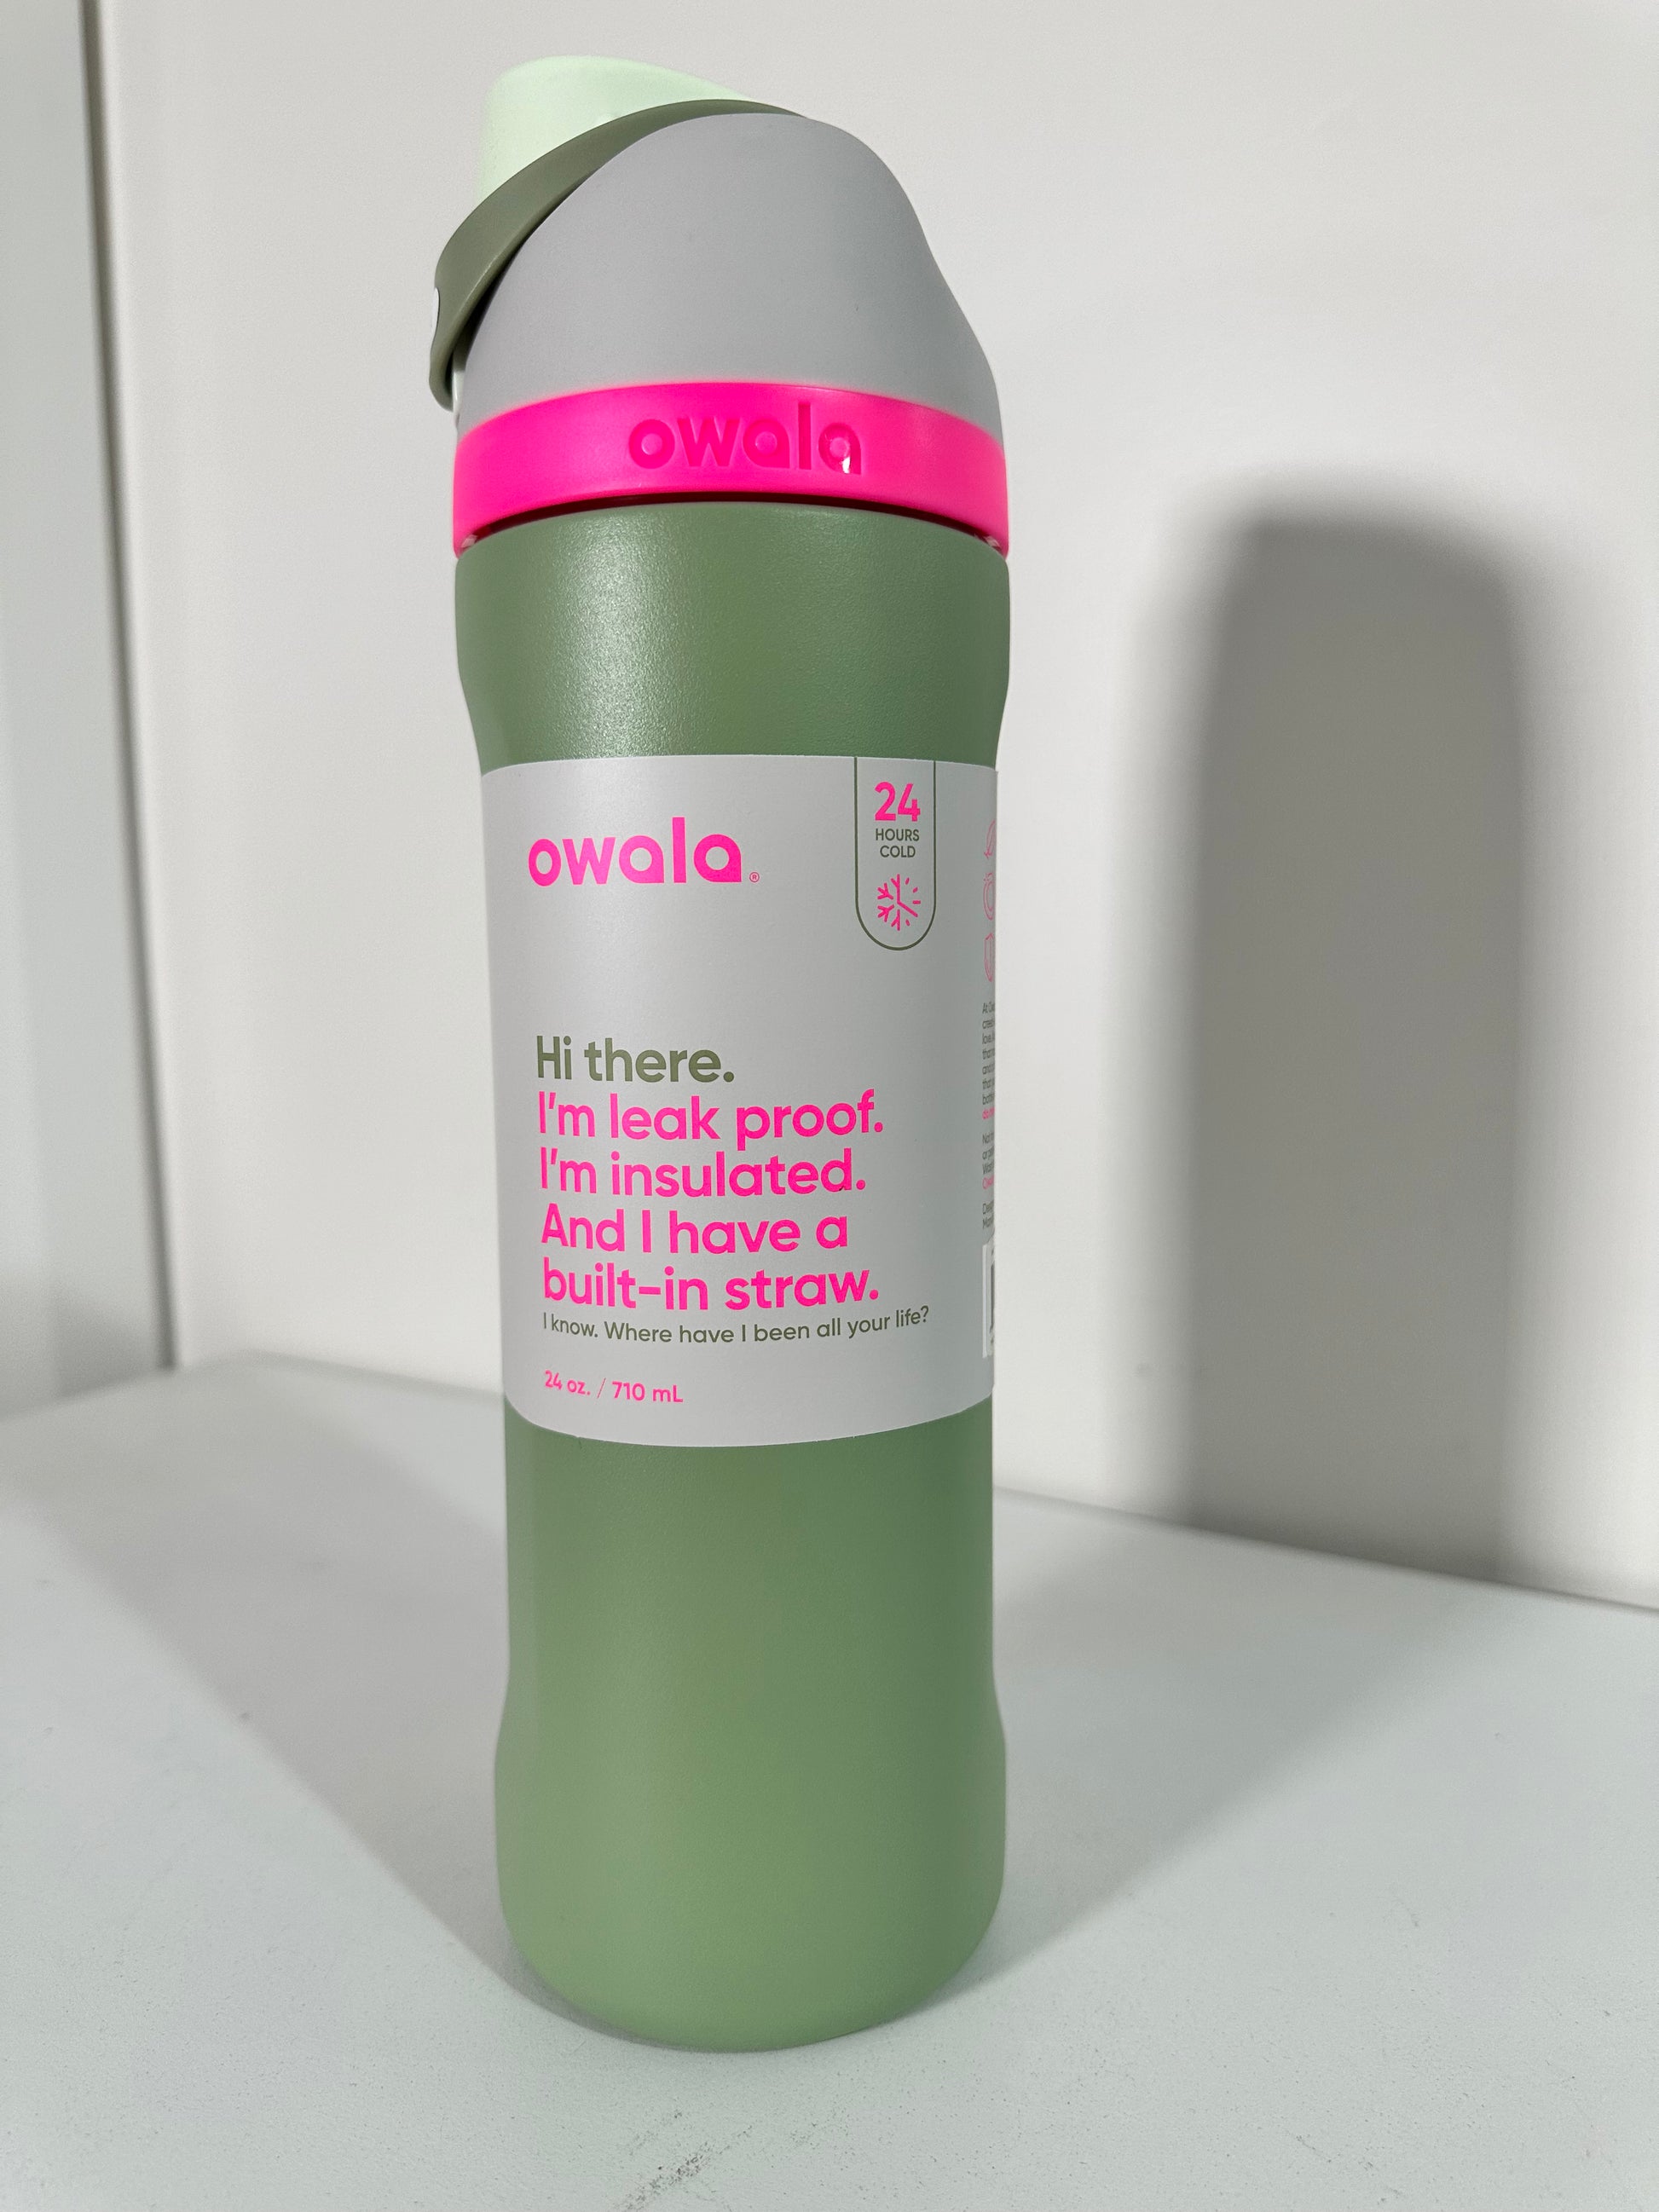 owala
owala®
24
HOURS
COLD
Hi there.
I'm leak proof.
I'm insulated.
And I have a
built-in straw.
I know. Where have I been all your life?
24 oz. / 710 mL